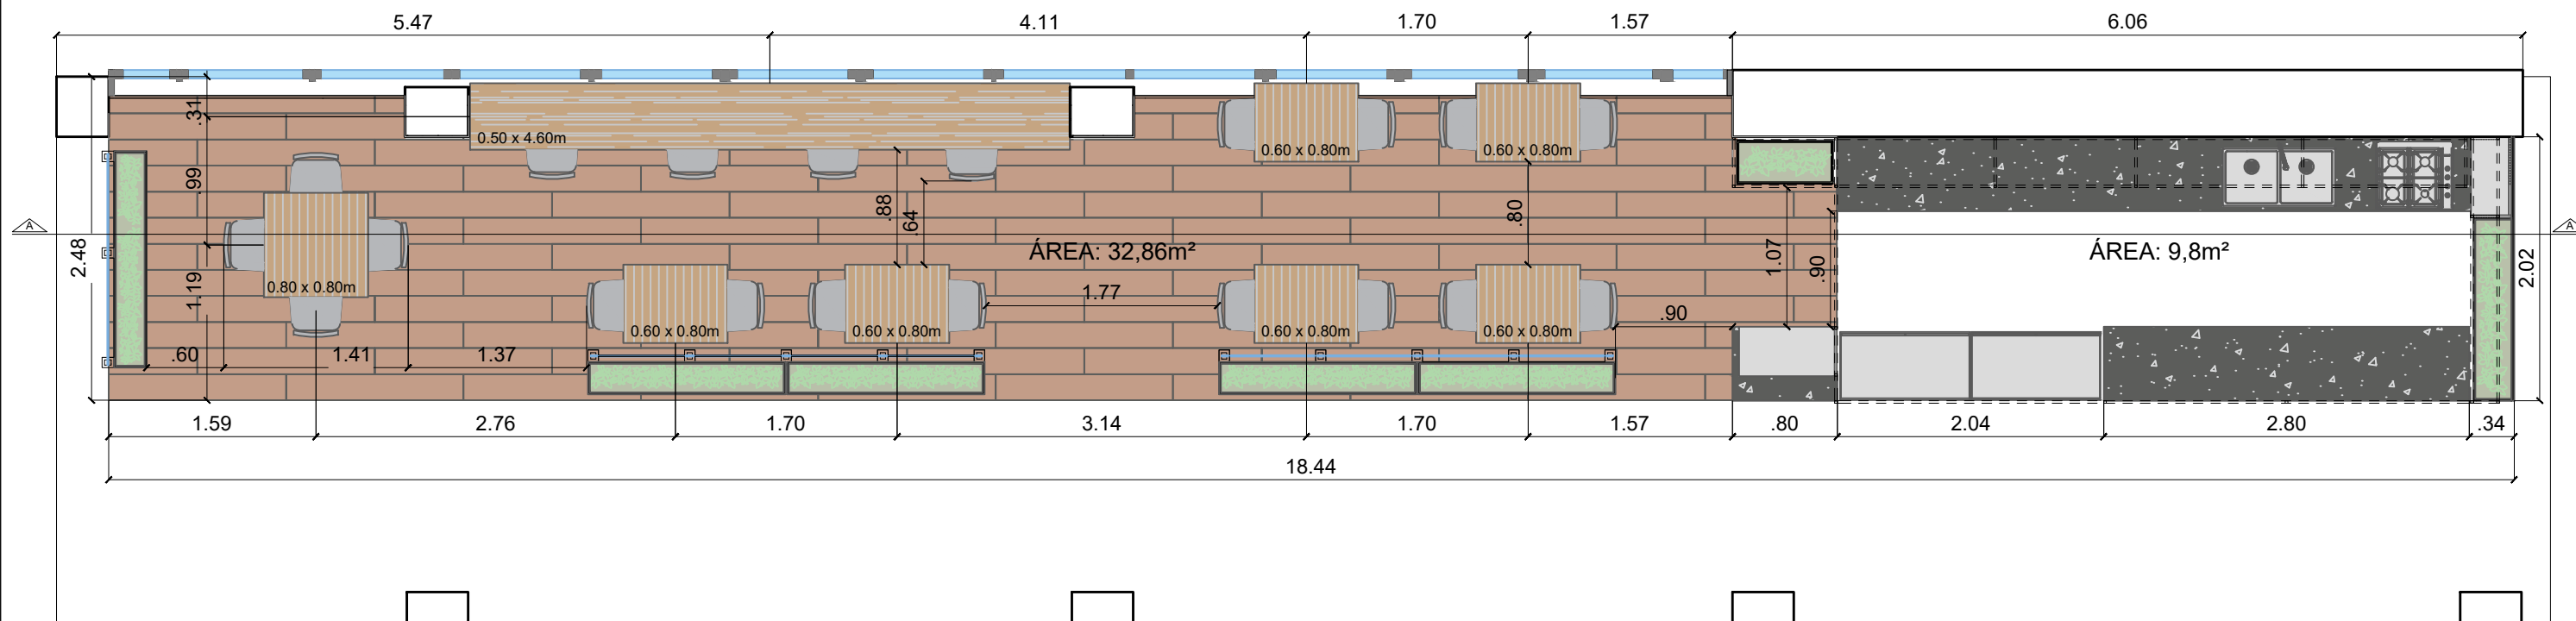 5.47
4.11
1.70
1.57
6.06
.31
0.50 x 4.60m
0.60 x 0.80m
0.60 x 0.80m
.99
.88
.64
.80
A
A
2.48
ÁREA: 32,86m²
1.07
.90
ÁREA: 9,8m²
2.02
0.80 x 0.80m
1.19
1.77
.90
0.60 x 0.80m
0.60 x 0.80m
0.60 x 0.80m
0.60 x 0.80m
.60
1.41
1.37
1.59
2.76
1.70
3.14
1.70
1.57
.80
2.04
2.80
.34
18.44